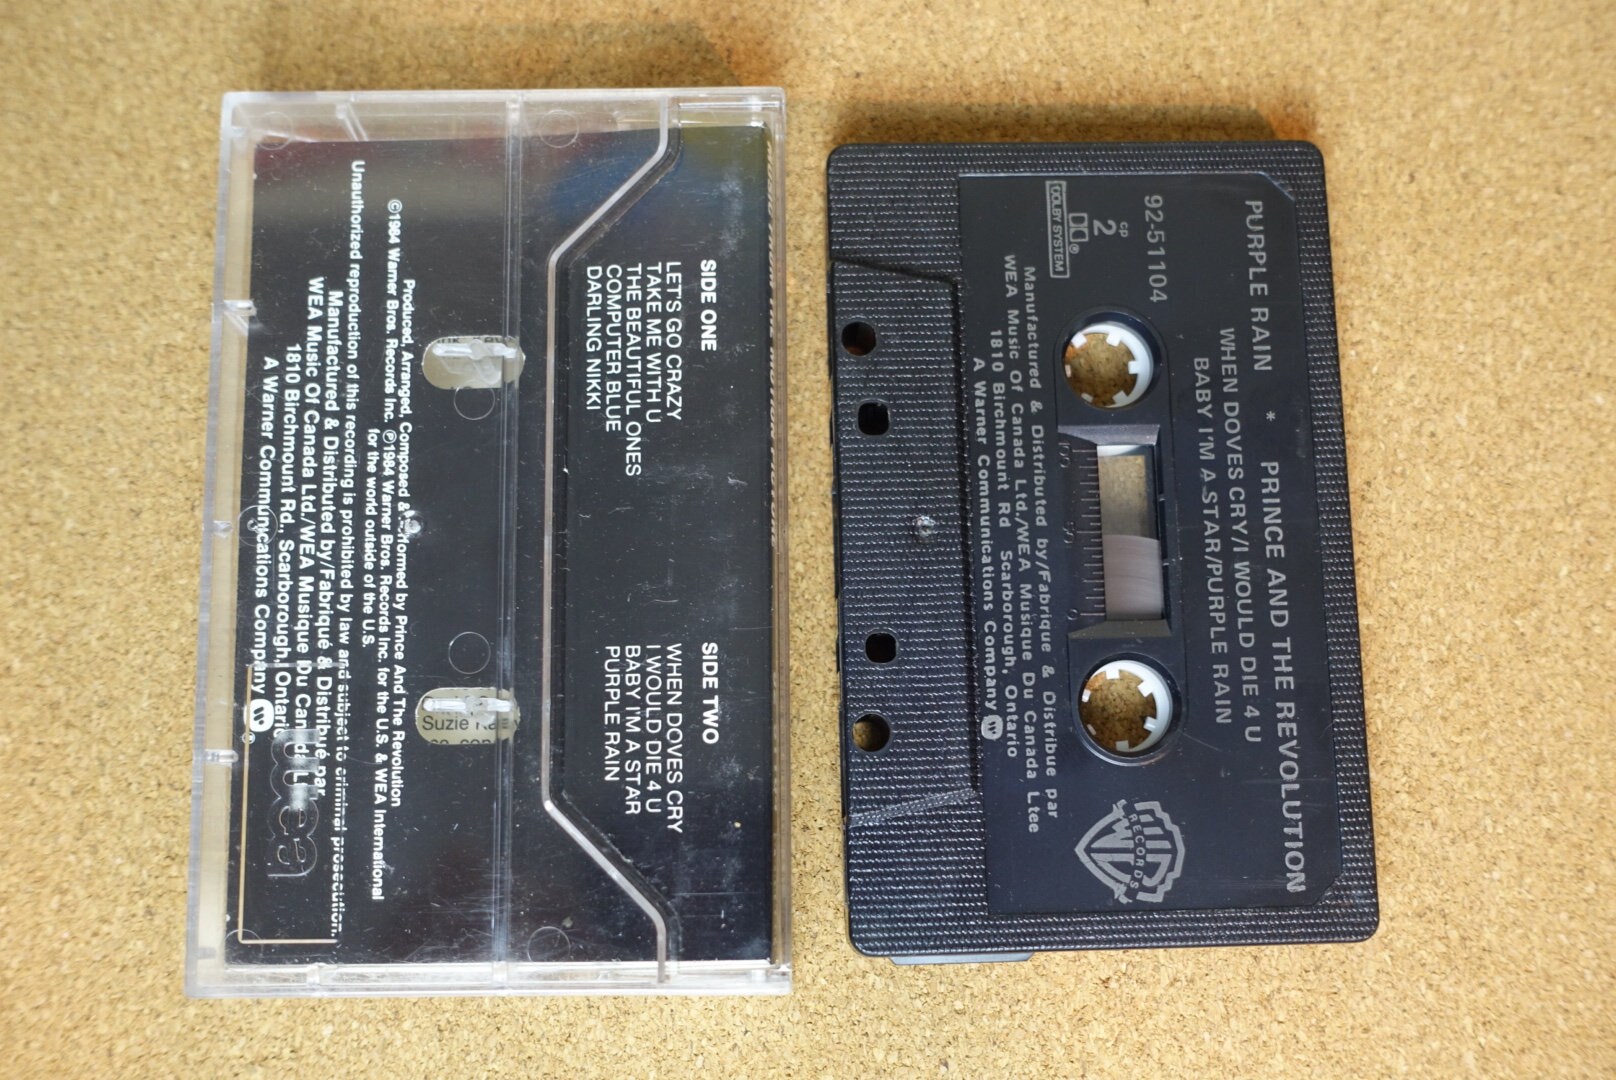 SIDE ONE
LET'S GO CRAZY
TAKE ME WITH U
THE BEAUTIFUL ONES
COMPUTER BLUE
DARLING NIKKI
SIDE TWO
WHEN DOVES CRY
I WOULD DIE 4 U
BABY I'M A STAR
PURPLE RAIN
Produced, Arranged, Composed & Performed by Prince And The Revolution
©1984 Warner Bros. Records Inc. ℗1984 Warner Bros. Records Inc. for the U.S. & WEA International
for the world outside of the U.S.
Unauthorized reproduction of this recording is prohibited by law and subject to criminal prosecution.
Manufactured & Distributed by/Fabriqué & Distribué par
WEA Music Of Canada Ltd./WEA Musique Du Canada Ltée
1810 Birchmount Rd., Scarborough, Ontario
A Warner Communications Company
Suzie
PURPLE RAIN * PRINCE AND THE REVOLUTION
WHEN DOVES CRY/I WOULD DIE 4 U
BABY I'M A STAR/PURPLE RAIN
92-51104
cp
2
DOLBY SYSTEM
Manufactured & Distributed by/Fabrique & Distribue par
WEA Music Of Canada Ltd./WEA Musique Du Canada Ltee
1810 Birchmount Rd Scarborough, Ontario
A Warner Communications Company
RECORDS